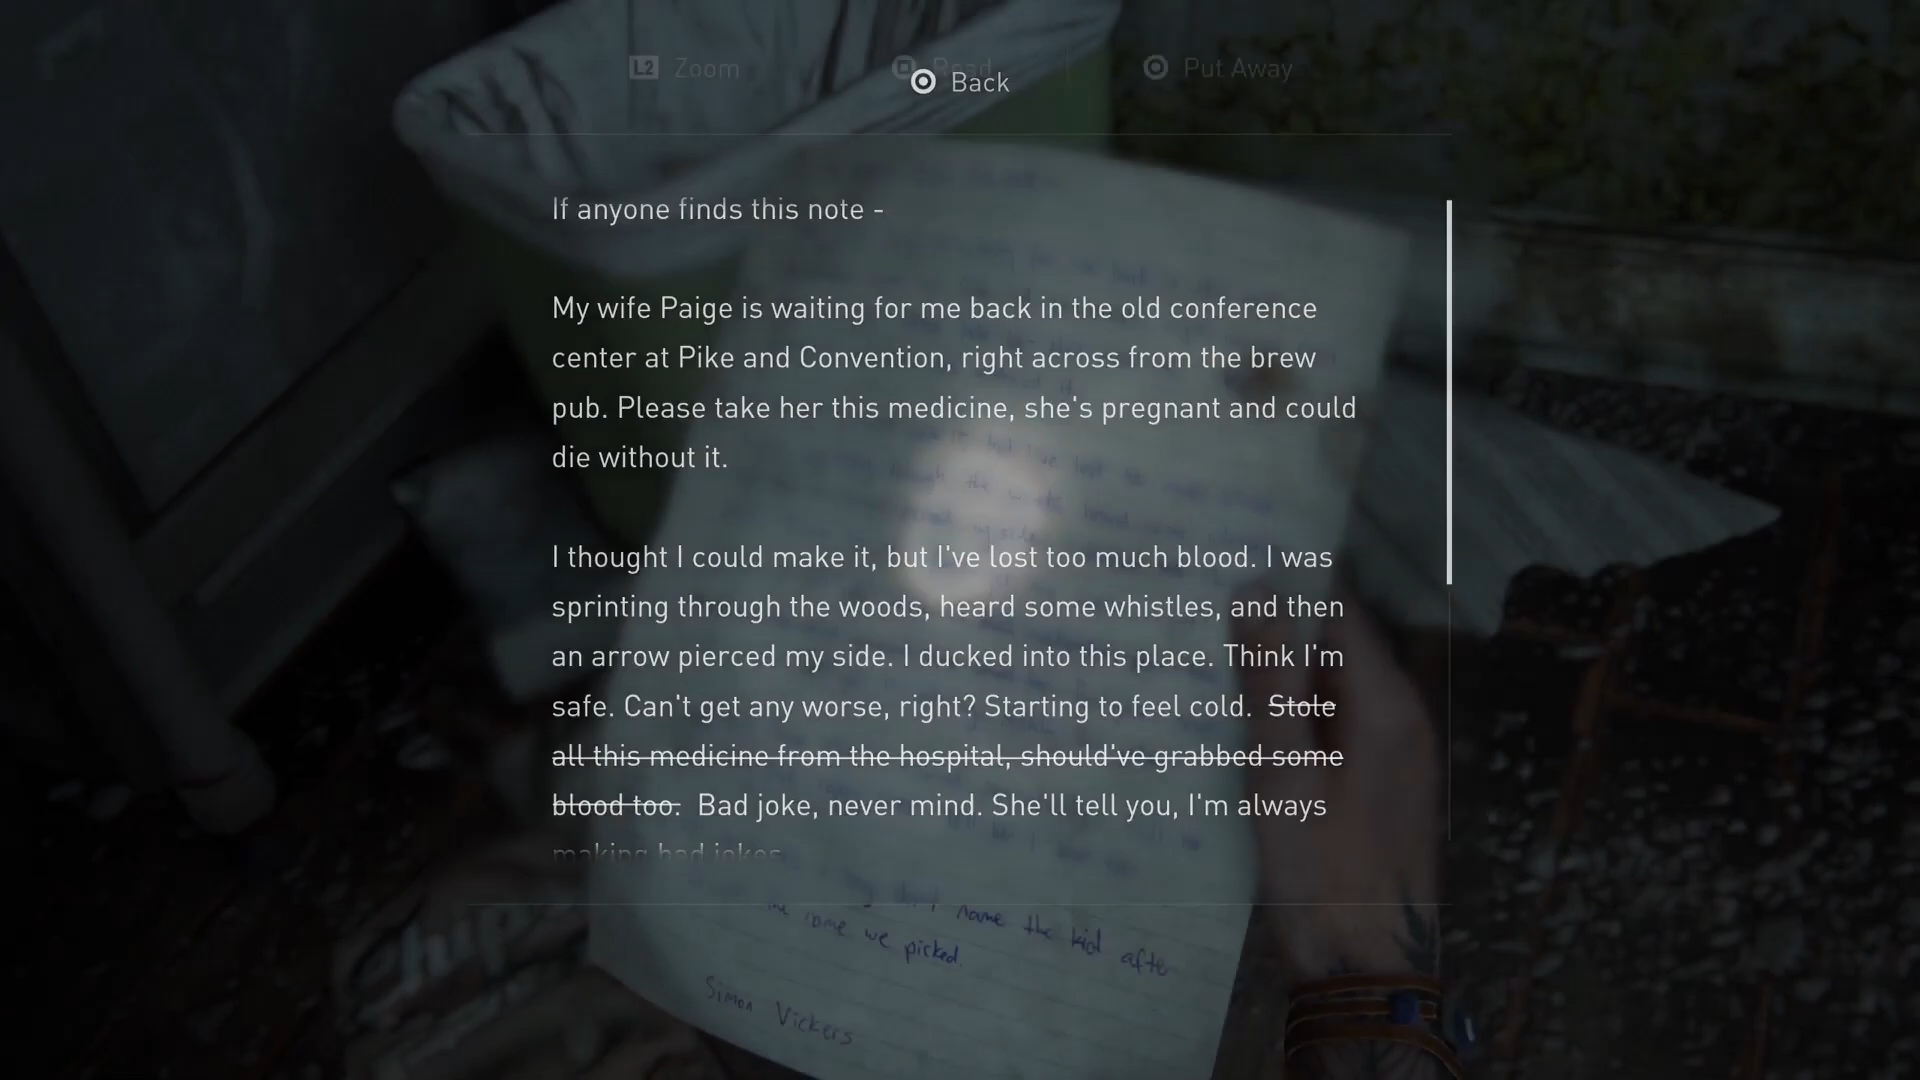 L2 Zoom
Read
Put Away
Back
If anyone finds this note -
My wife Paige is waiting for me back in the old conference
center at Pike and Convention, right across from the brew
pub. Please take her this medicine, she's pregnant and could
die without it.
I thought I could make it, but I've lost too much blood. I was
sprinting through the woods, heard some whistles, and then
an arrow pierced my side. I ducked into this place. Think I'm
safe. Can't get any worse, right? Starting to feel cold. Stole
all this medicine from the hospital, should've grabbed some
blood too. Bad joke, never mind. She'll tell you, I'm always
making bad jokes.
name the kid after
name we picked.
Simon Vickers